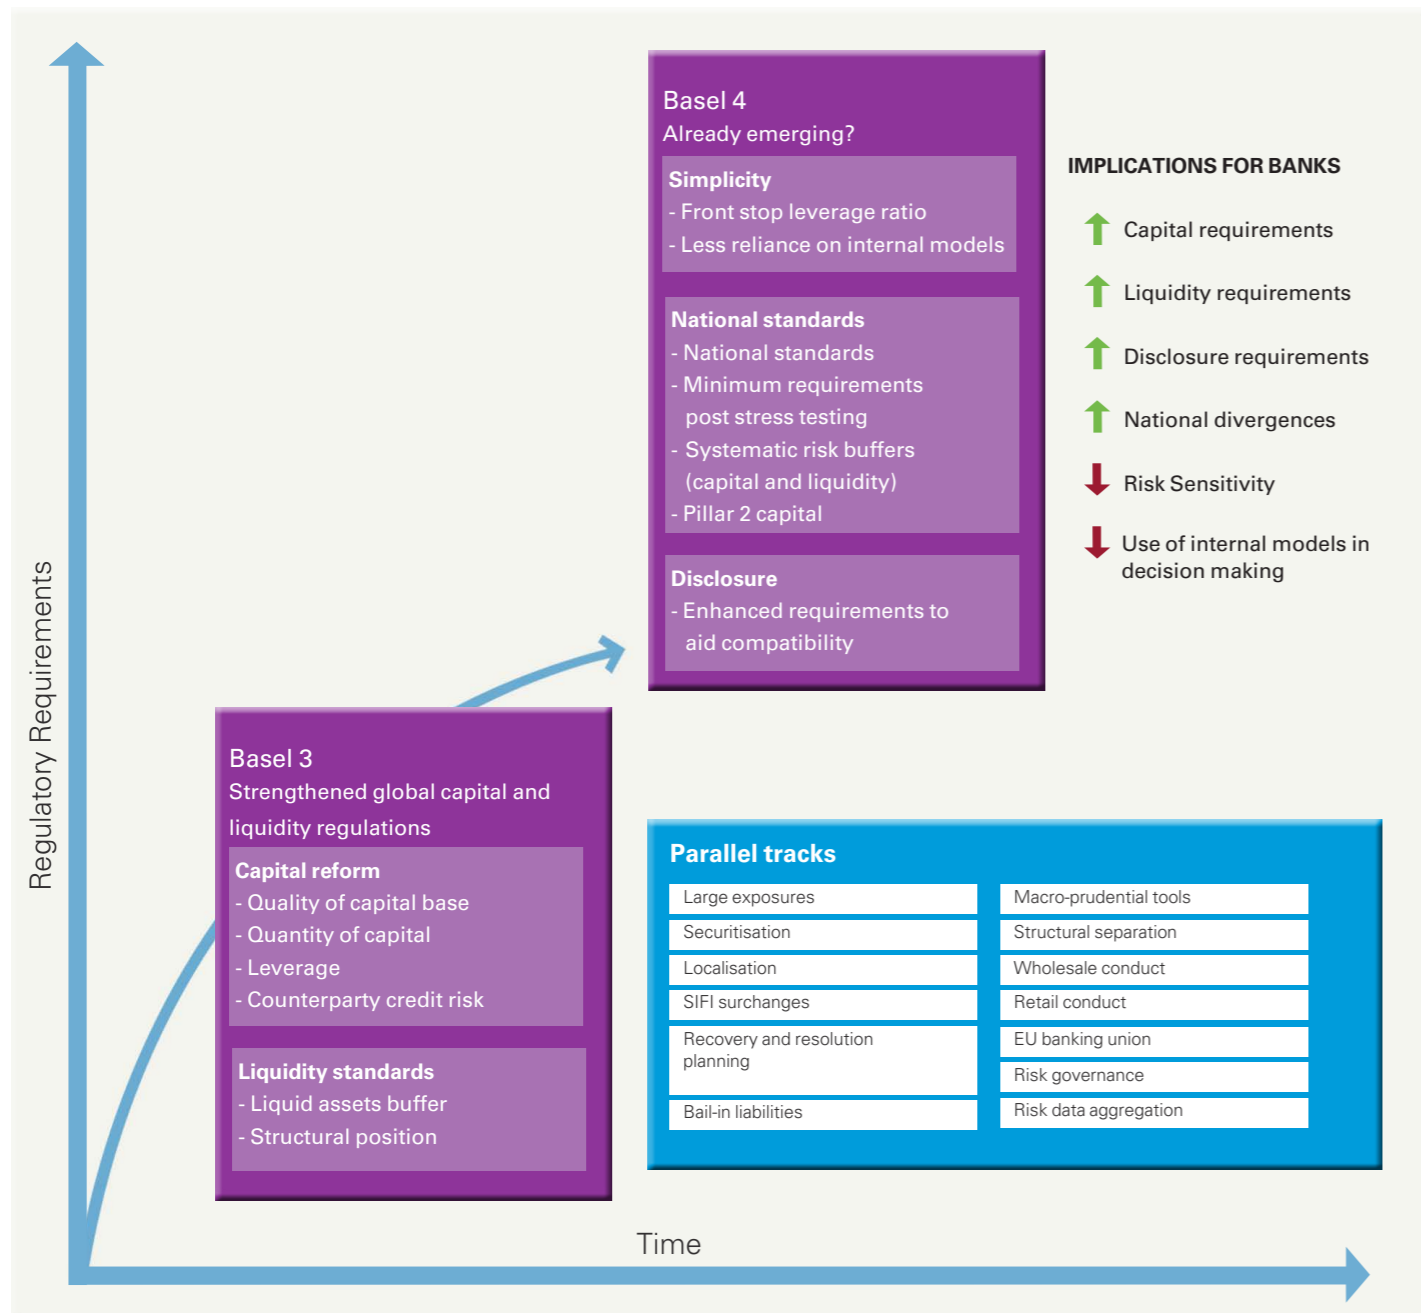 Basel 4
Already emerging?
Simplicity
- Front stop leverage ratio
- Less reliance on internal models
National standards
- National standards
- Minimum requirements
post stress testing
- Systematic risk buffers
(capital and liquidity)
- Pillar 2 capital
Disclosure
- Enhanced requirements to
aid compatibility
IMPLICATIONS FOR BANKS
Capital requirements
Liquidity requirements
Disclosure requirements
National divergences
Risk Sensitivity
Use of internal models in
decision making
Regulatory Requirements
Basel 3
Strengthened global capital and
liquidity regulations
Capital reform
- Quality of capital base
- Quantity of capital
- Leverage
- Counterparty credit risk
Liquidity standards
- Liquid assets buffer
- Structural position
Parallel tracks
Large exposures
Securitisation
Localisation
SIFI surchanges
Recovery and resolution
planning
Bail-in liabilities
Macro-prudential tools
Structural separation
Wholesale conduct
Retail conduct
EU banking union
Risk governance
Risk data aggregation
Time